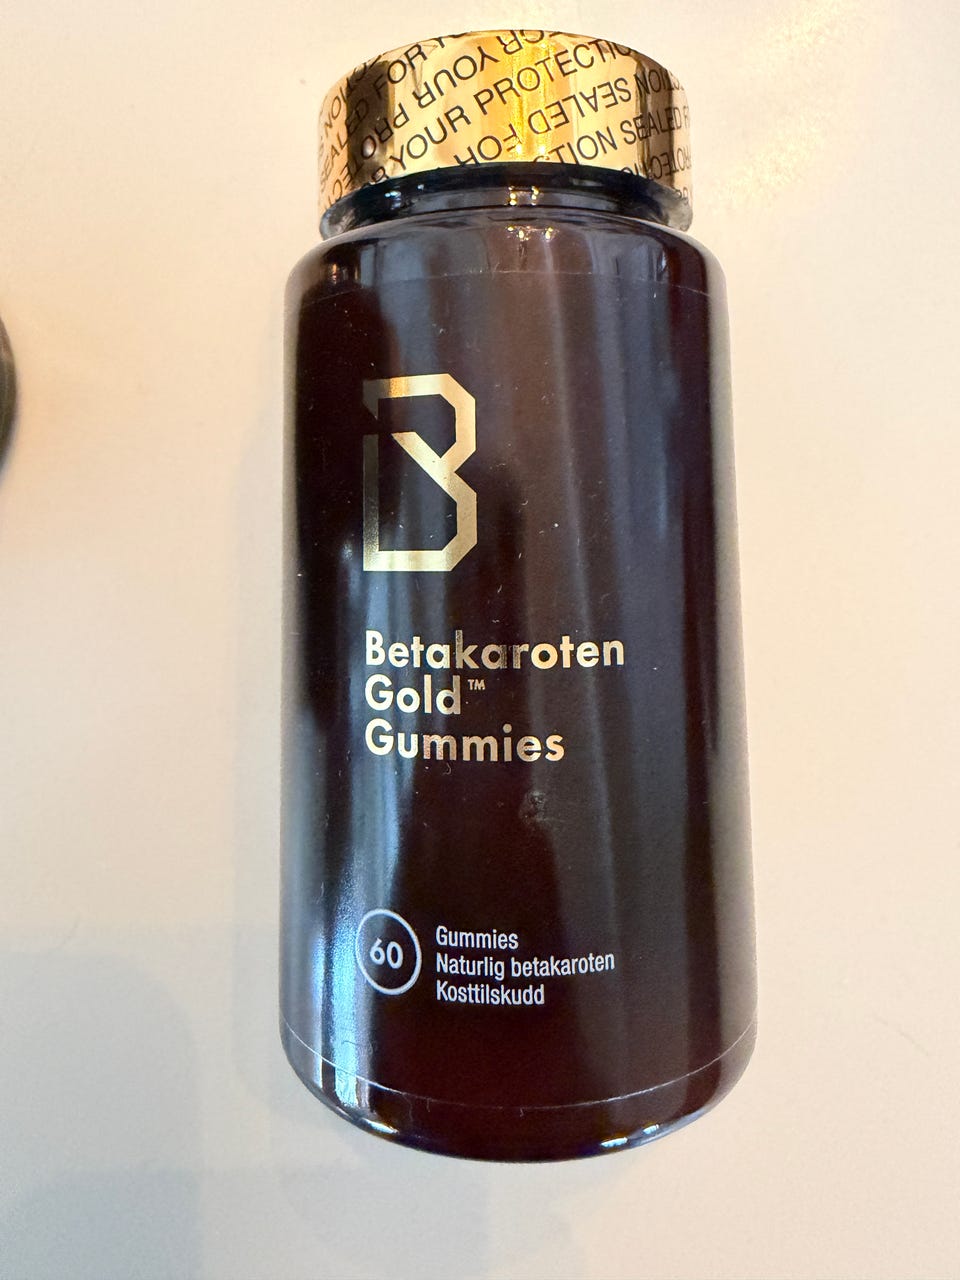 SEALED FOR YOUR PROTECTION
B
Betakaroten
Gold™
Gummies
60
Gummies
Naturlig betakaroten
Kosttilskudd